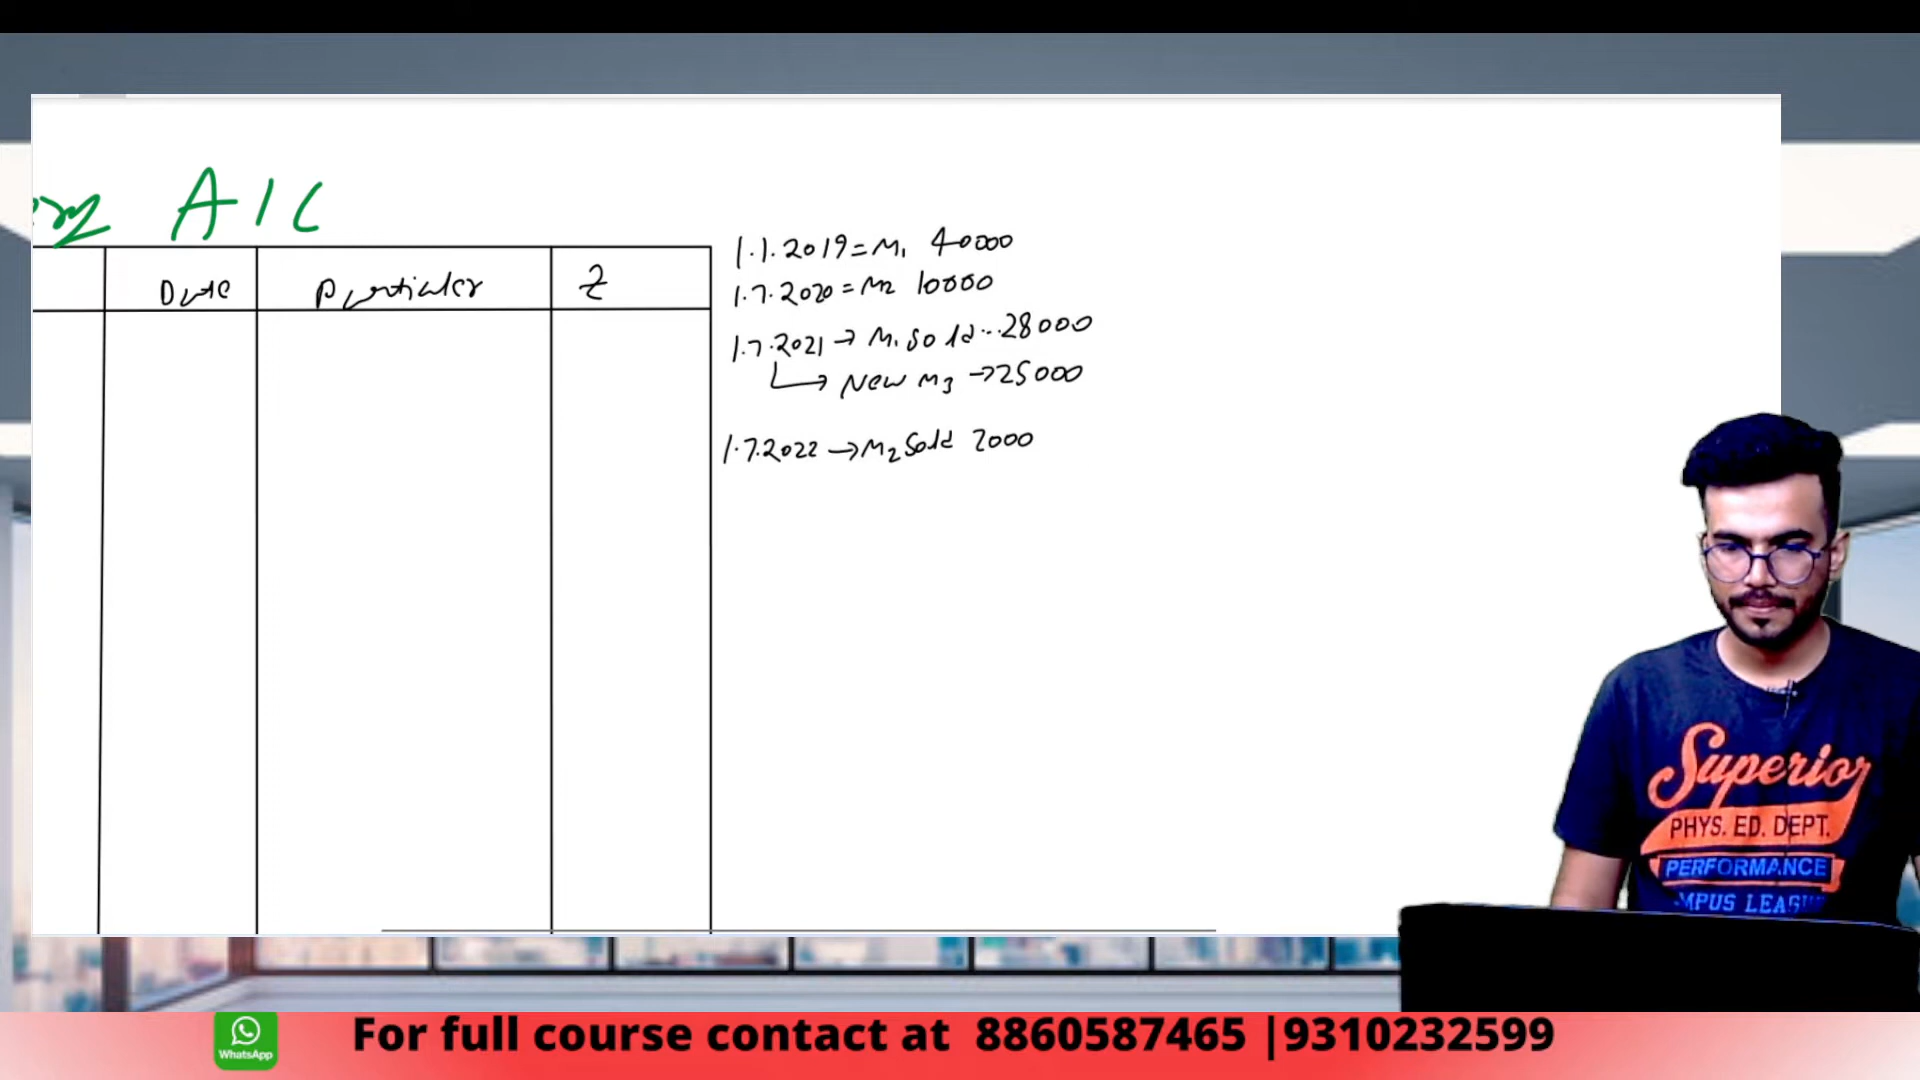 A/C
Date Particular ₹
1.1.2019 = M1 40000
1.7.2020 = M2 10000
1.7.2021 → M1 Sold ... 28000
↳ New M3 → 25000
1.7.2022 → M2 Sold 2000
Superior
PHYS. ED. DEPT.
PERFORMANCE
MPUS LEAGU
WhatsApp
For full course contact at 8860587465 |9310232599